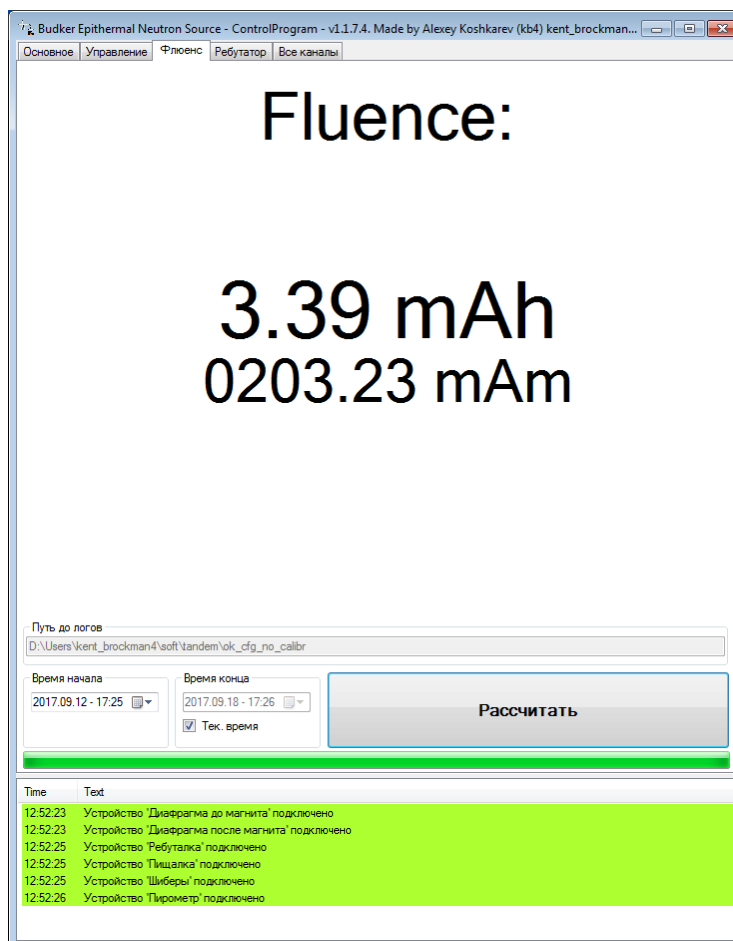 Budker Epithermal Neutron Source - ControlProgram - v1.1.7.4. Made by Alexey Koshkarev (kb4) kent_brockman...
Основное Управление Флюенс Ребутатор Все каналы
Fluence:
3.39 mAh
0203.23 mAm
Путь до логов
D:\Users\kent_brockman4\soft\tandem\ok_cfg_no_calibr
Время начала Время конца
2017.09.12 - 17:25 2017.09.18 - 17:26
Тек. время
Рассчитать
Time Text
12:52:23 Устройство 'Диафрагма до магнита' подключено
12:52:23 Устройство 'Диафрагма после магнита' подключено
12:52:25 Устройство 'Ребуталка' подключено
12:52:25 Устройство 'Пищалка' подключено
12:52:25 Устройство 'Шиберы' подключено
12:52:26 Устройство 'Пирометр' подключено